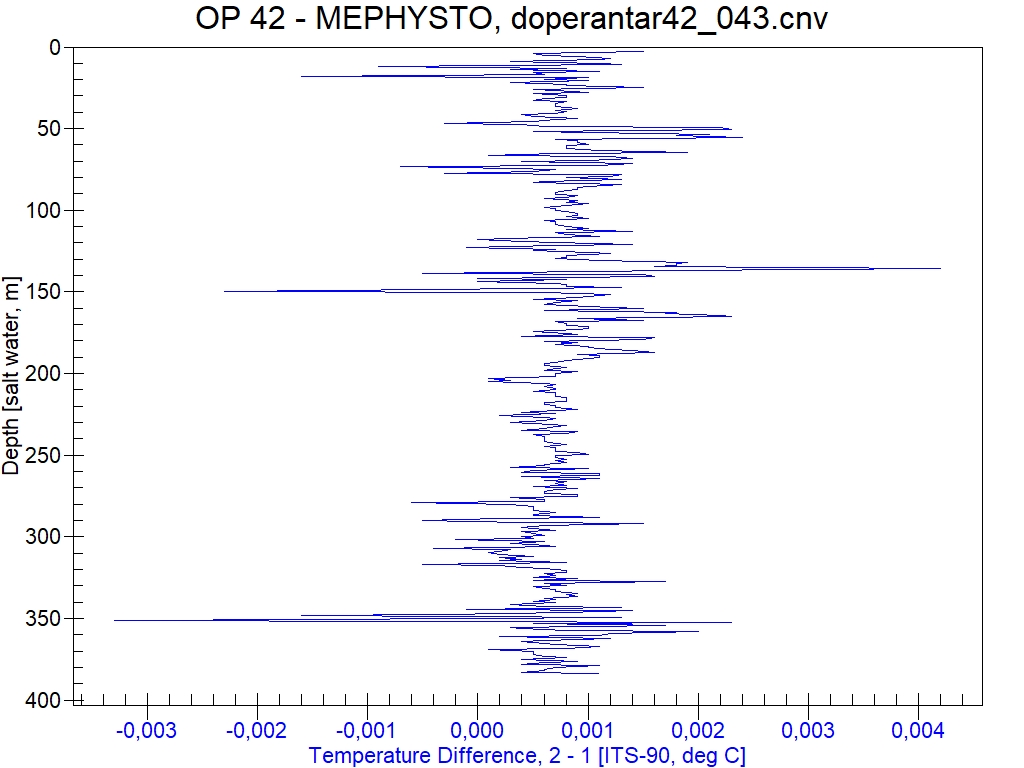 OP 42 - MEPHYSTO, doperantar42_043.cnv
0
50
100
150
200
250
300
350
400
Depth [salt water, m]
-0,003 -0,002 -0,001 0,000 0,001 0,002 0,003 0,004
Temperature Difference, 2 - 1 [ITS-90, deg C]